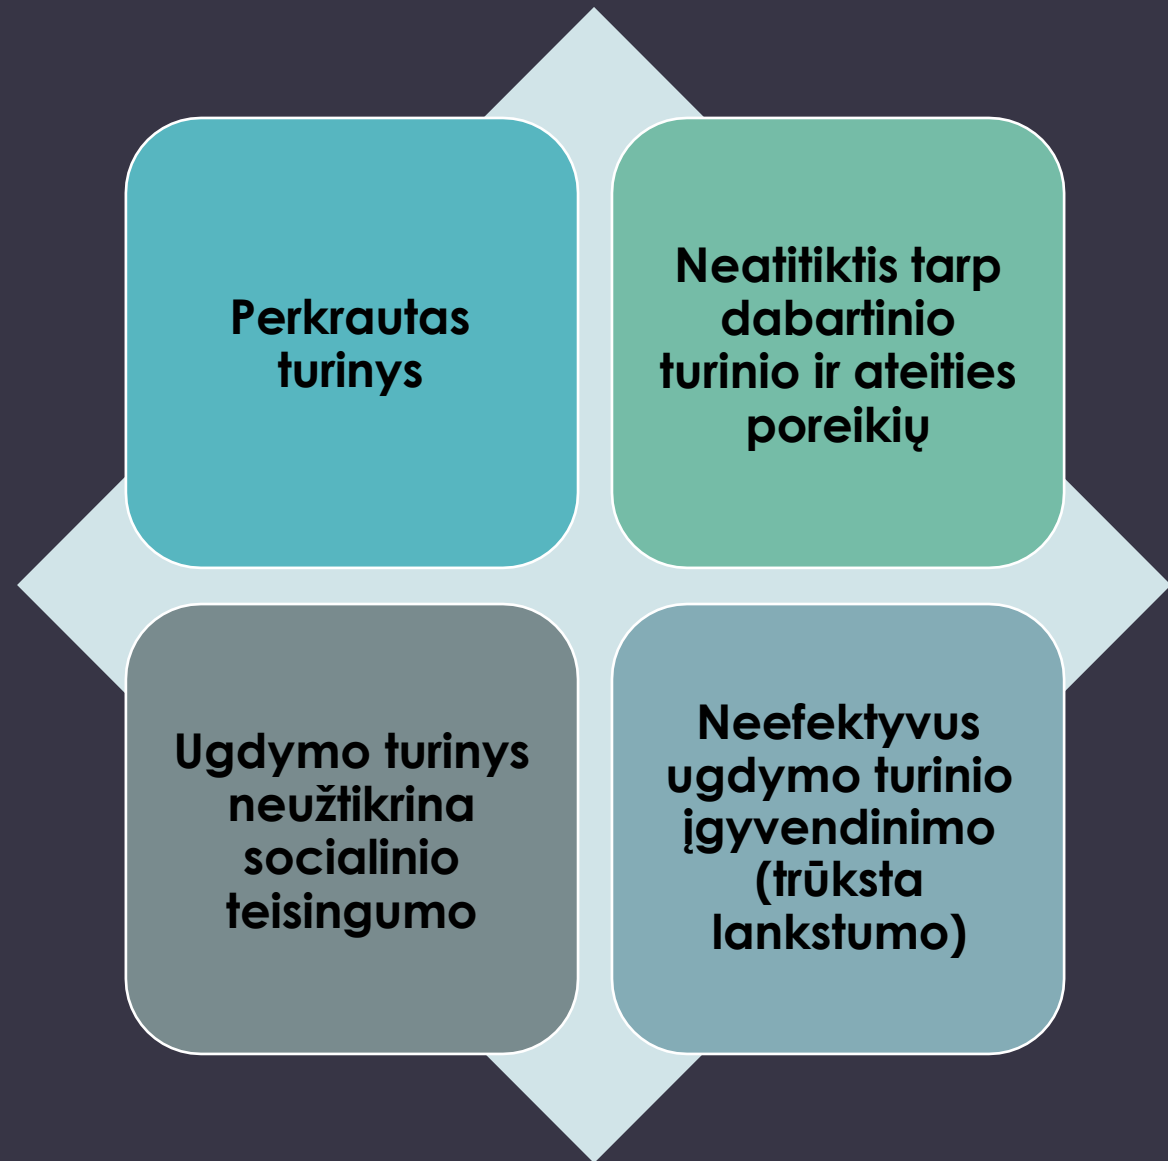 Perkrautas
turinys
Neatitiktis tarp
dabartinio
turinio ir ateities
poreikių
Ugdymo turinys
neužtikrina
socialinio
teisingumo
Neefektyvus
ugdymo turinio
įgyvendinimo
(trūksta
lankstumo)